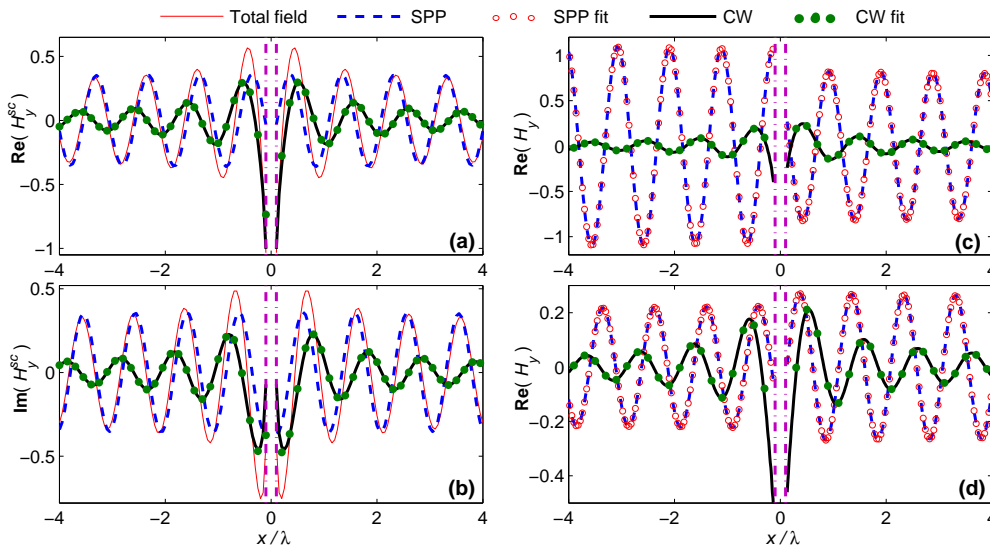 Total field SPP SPP fit CW CW fit
0.5
0
−0.5
−1
Re( H_y^sc )
(a)
−4 −2 0 2 4
1
0.5
0
−0.5
−1
Re( H_y )
(c)
−4 −2 0 2 4
0.5
0
−0.5
Im( H_y^sc )
(b)
−4 −2 0 2 4
x / λ
0.2
0
−0.2
−0.4
Re( H_y )
(d)
−4 −2 0 2 4
x / λ